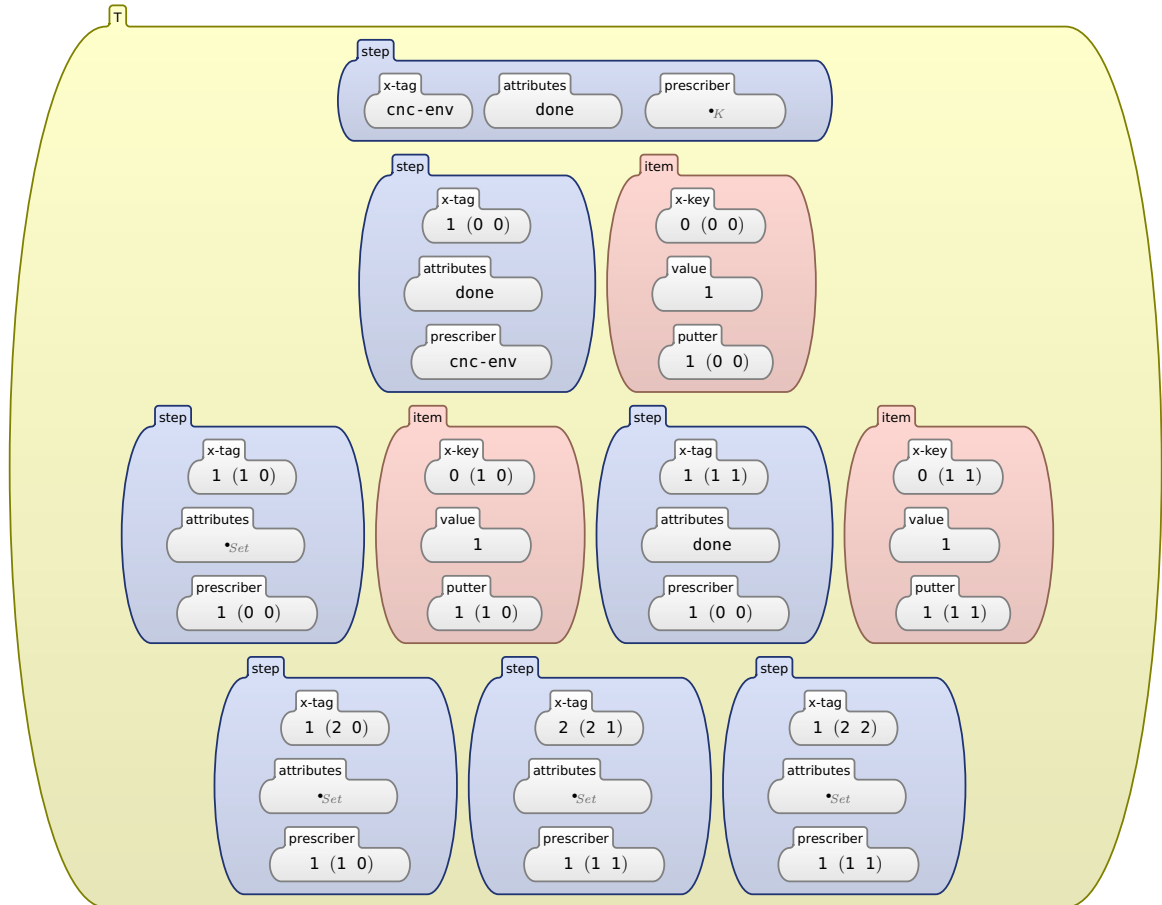 T
step
x-tag attributes prescriber
cnc-env done •K
step item
x-tag x-key
1 (0 0) 0 (0 0)
attributes value
done 1
prescriber putter
cnc-env 1 (0 0)
step item step item
x-tag x-key x-tag x-key
1 (1 0) 0 (1 0) 1 (1 1) 0 (1 1)
attributes value attributes value
•Set 1 done 1
prescriber putter prescriber putter
1 (0 0) 1 (1 0) 1 (0 0) 1 (1 1)
step step step
x-tag x-tag x-tag
1 (2 0) 2 (2 1) 1 (2 2)
attributes attributes attributes
•Set •Set •Set
prescriber prescriber prescriber
1 (1 0) 1 (1 1) 1 (1 1)